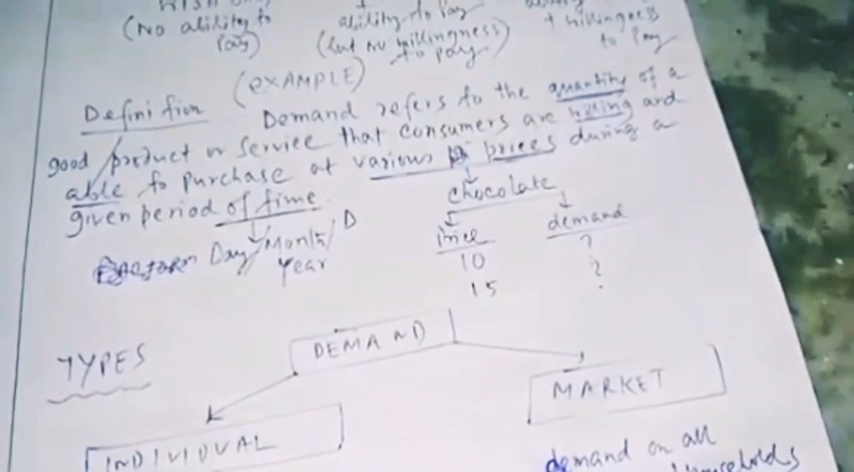 (No ability to pay)
ability to pay
(but no willingness to pay)
+ willingness to pay
(EXAMPLE)
Definition Demand refers to the quantity of a
good/product or service that consumers are willing and
able to purchase at various prices during a
given period of time.
Day/Month/
year
D
chocolate
Price demand
10 ?
15 ?
TYPES
DEMAND
INDIVIDUAL
MARKET
demand on all
households